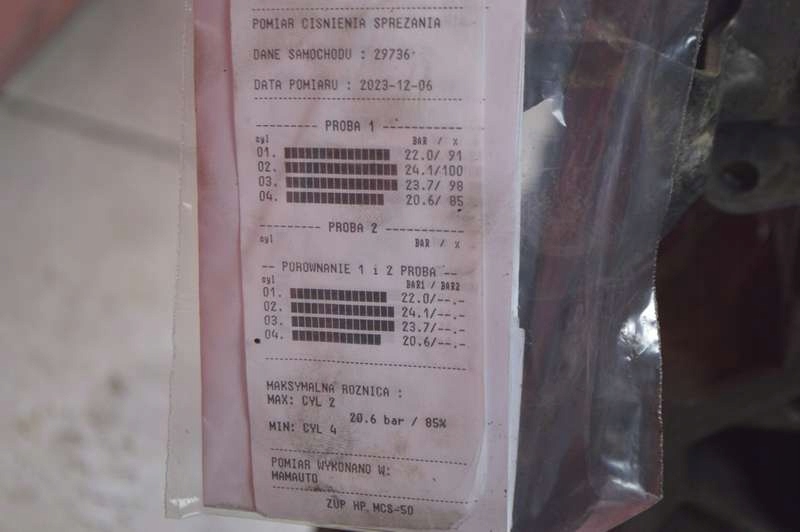 POMIAR CISNIENIA SPREZANIA
DANE SAMOCHODU : 29736
DATA POMIARU : 2023-12-06
PROBA 1
cyl BAR / %
01. 22.0/ 91
02. 24.1/100
03. 23.7/ 98
04. 20.6/ 85
PROBA 2
cyl BAR / %
-- POROWNANIE 1 i 2 PROBA --
cyl BAR1 / BAR2
01. 22.0/--.-
02. 24.1/--.-
03. 23.7/--.-
04. 20.6/--.-
MAKSYMALNA ROZNICA :
MAX: CYL 2
20.6 bar / 85%
MIN: CYL 4
POMIAR WYKONANO W:
MAMAUTO
ZUP HP MCS-50